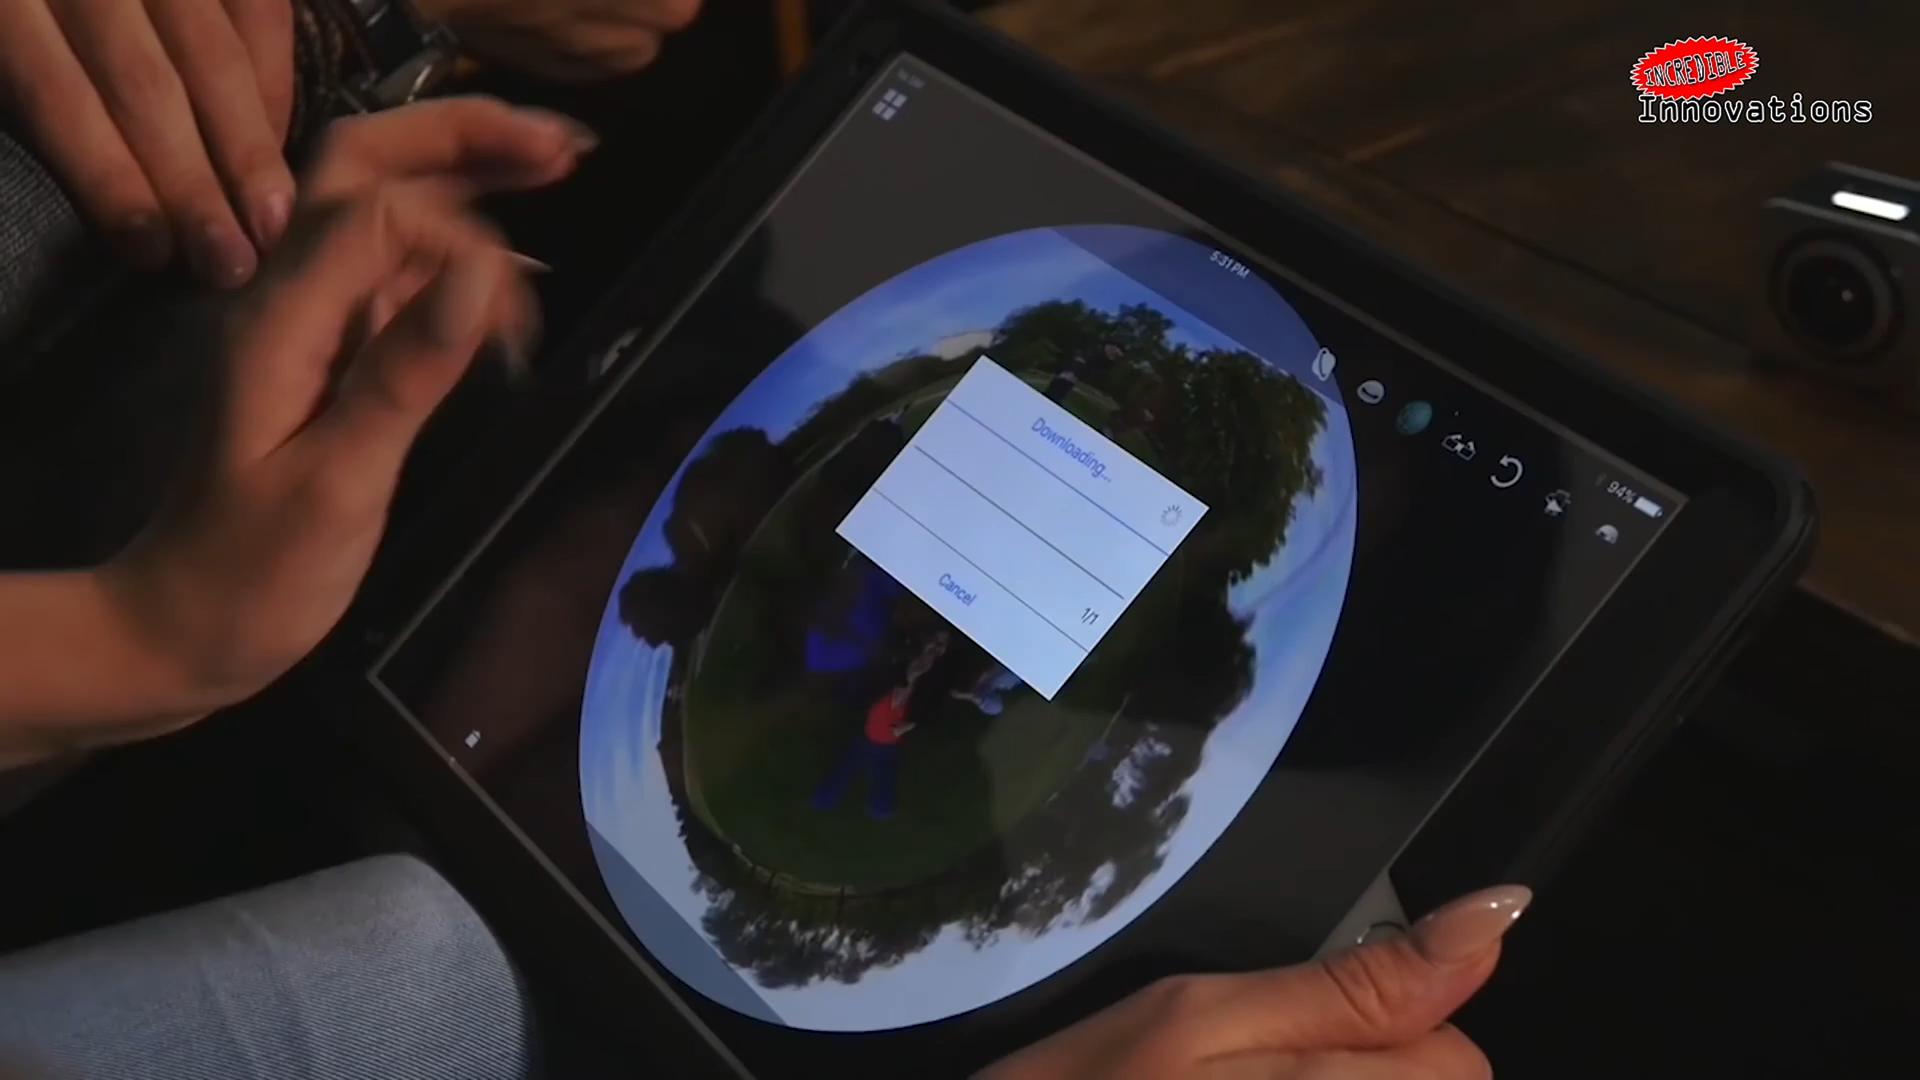 INCREDIBLE
Innovations
5:31 PM
94%
Downloading...
1/1
Cancel